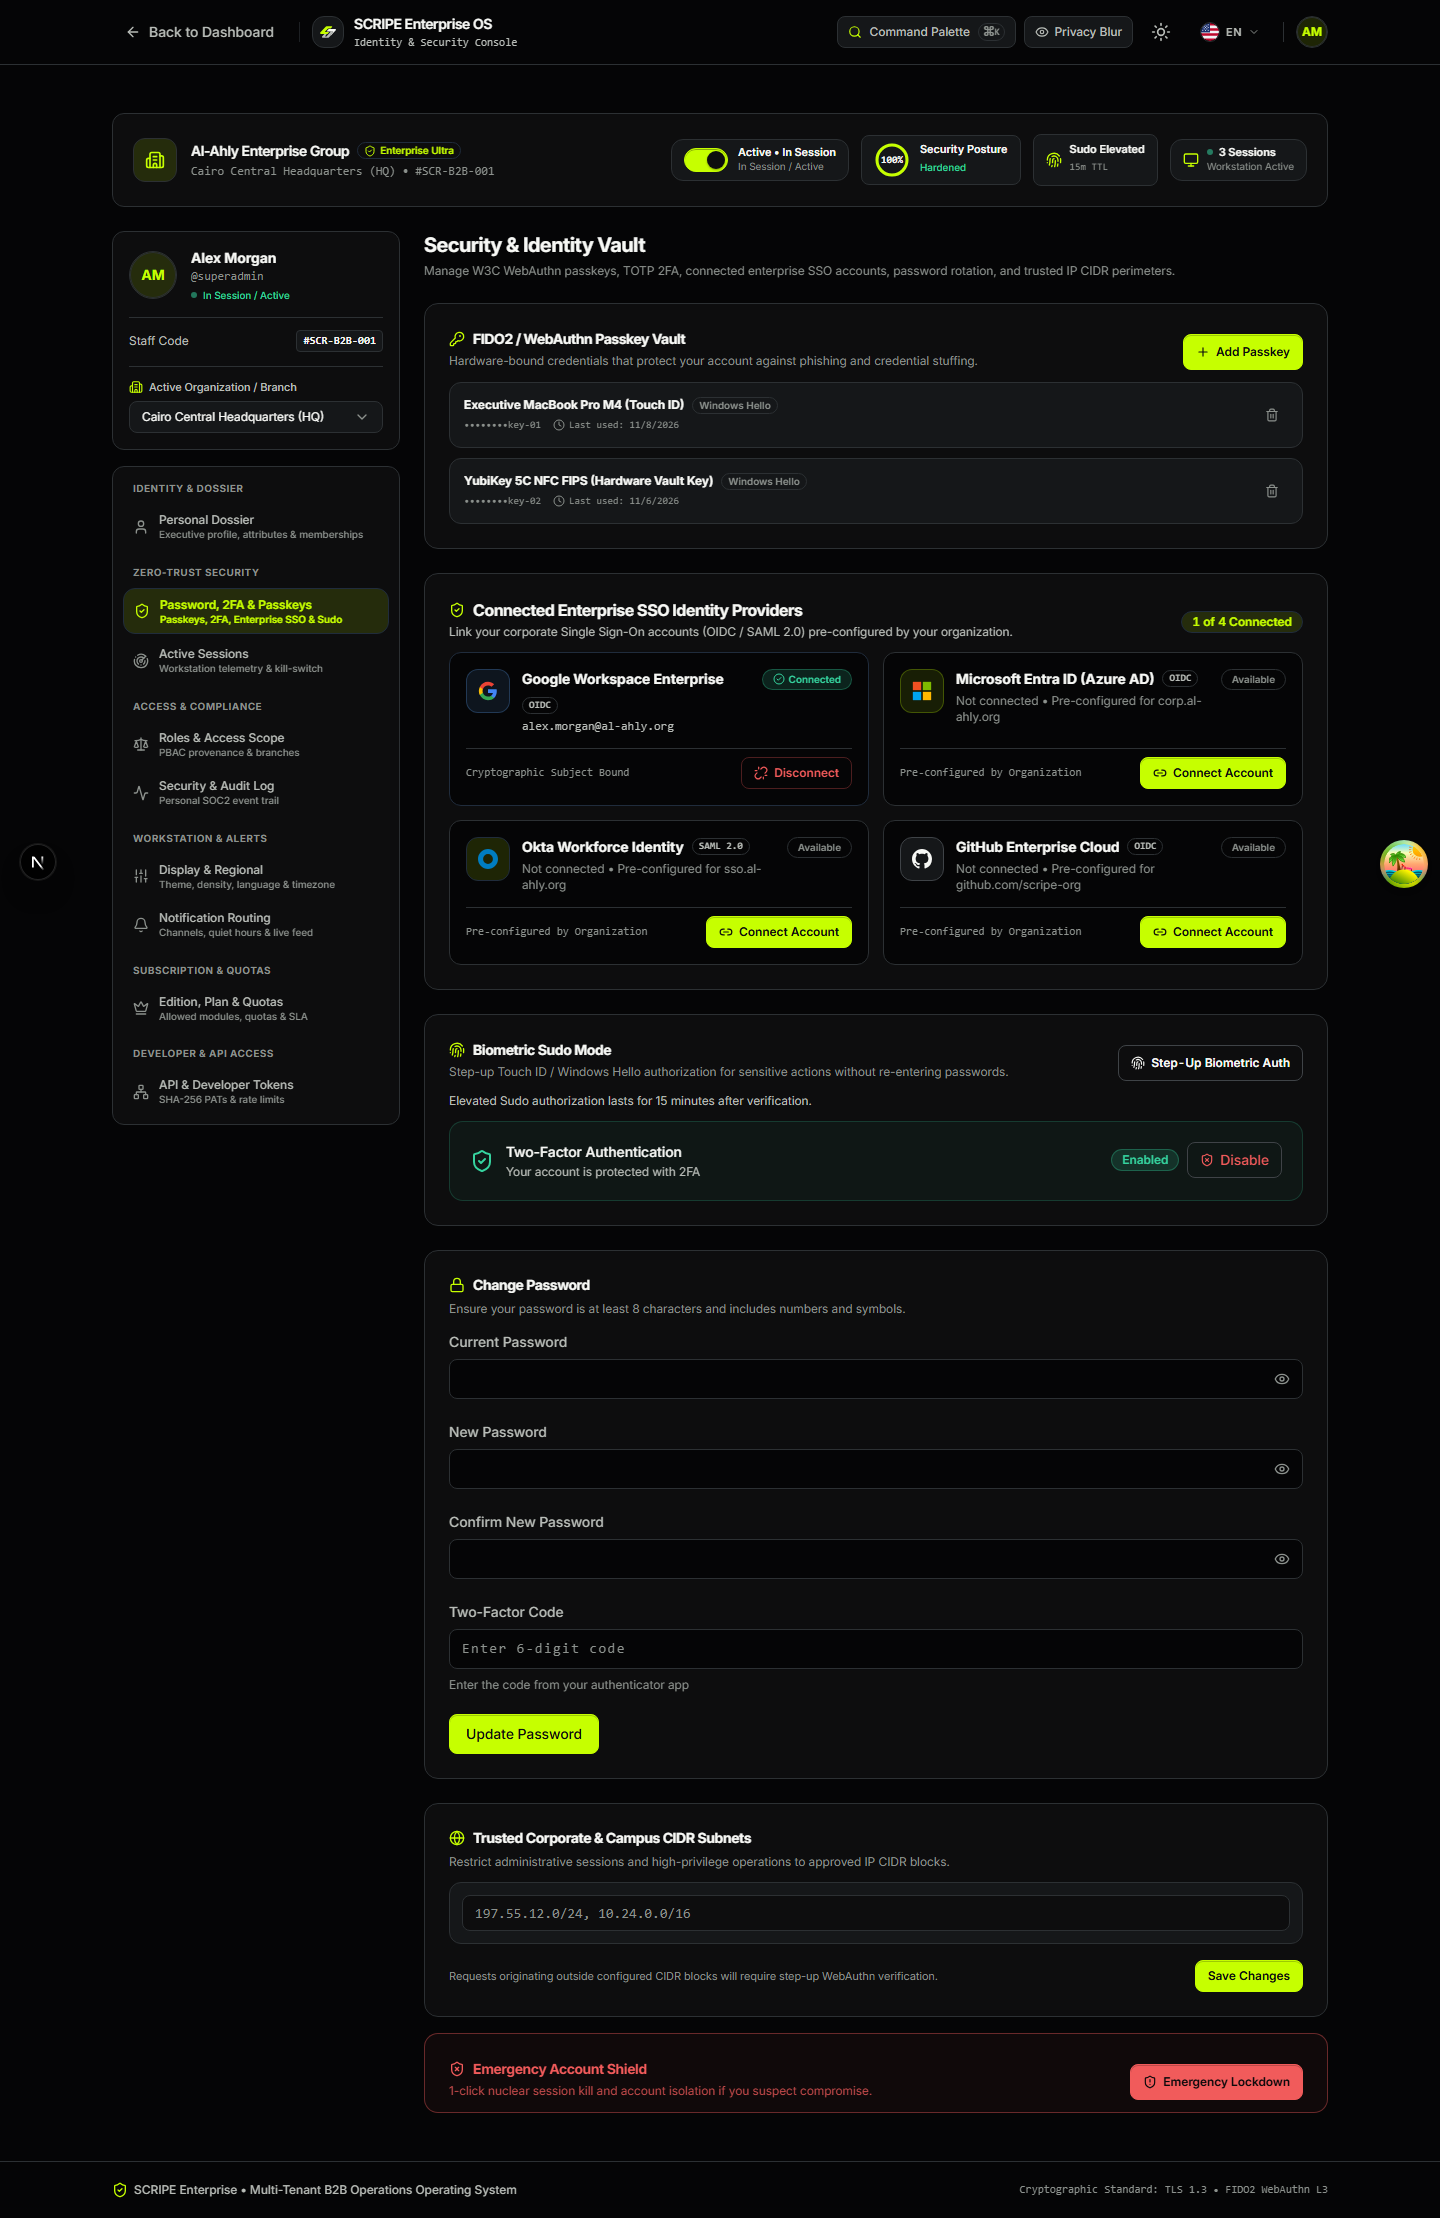 Back to Dashboard
SCRIPE Enterprise OS
Identity & Security Console
Command Palette ⌘K
Privacy Blur
EN
AM
Al-Ahly Enterprise Group
Enterprise Ultra
Cairo Central Headquarters (HQ) • #SCR-B2B-001
Active • In Session
In Session / Active
100%
Security Posture
Hardened
Sudo Elevated
15m TTL
3 Sessions
Workstation Active
AM
Alex Morgan
@superadmin
In Session / Active
Staff Code
#SCR-B2B-001
Active Organization / Branch
Cairo Central Headquarters (HQ)
IDENTITY & DOSSIER
Personal Dossier
Executive profile, attributes & memberships
ZERO-TRUST SECURITY
Password, 2FA & Passkeys
Passkeys, 2FA, Enterprise SSO & Sudo
Active Sessions
Workstation telemetry & kill-switch
ACCESS & COMPLIANCE
Roles & Access Scope
PBAC provenance & branches
Security & Audit Log
Personal SOC2 event trail
WORKSTATION & ALERTS
Display & Regional
Theme, density, language & timezone
Notification Routing
Channels, quiet hours & live feed
SUBSCRIPTION & QUOTAS
Edition, Plan & Quotas
Allowed modules, quotas & SLA
DEVELOPER & API ACCESS
API & Developer Tokens
SHA-256 PATs & rate limits
Security & Identity Vault
Manage W3C WebAuthn passkeys, TOTP 2FA, connected enterprise SSO accounts, password rotation, and trusted IP CIDR perimeters.
FIDO2 / WebAuthn Passkey Vault
Hardware-bound credentials that protect your account against phishing and credential stuffing.
Add Passkey
Executive MacBook Pro M4 (Touch ID)
Windows Hello
••••••••key-01
Last used: 11/8/2026
YubiKey 5C NFC FIPS (Hardware Vault Key)
Windows Hello
••••••••key-02
Last used: 11/6/2026
Connected Enterprise SSO Identity Providers
Link your corporate Single Sign-On accounts (OIDC / SAML 2.0) pre-configured by your organization.
1 of 4 Connected
Google Workspace Enterprise
OIDC
Connected
alex.morgan@al-ahly.org
Cryptographic Subject Bound
Disconnect
Microsoft Entra ID (Azure AD)
OIDC
Available
Not connected • Pre-configured for corp.al-
ahly.org
Pre-configured by Organization
Connect Account
Okta Workforce Identity
SAML 2.0
Available
Not connected • Pre-configured for sso.al-
ahly.org
Pre-configured by Organization
Connect Account
GitHub Enterprise Cloud
OIDC
Available
Not connected • Pre-configured for
github.com/scripe-org
Pre-configured by Organization
Connect Account
Biometric Sudo Mode
Step-up Touch ID / Windows Hello authorization for sensitive actions without re-entering passwords.
Step-Up Biometric Auth
Elevated Sudo authorization lasts for 15 minutes after verification.
Two-Factor Authentication
Your account is protected with 2FA
Enabled
Disable
Change Password
Ensure your password is at least 8 characters and includes numbers and symbols.
Current Password
New Password
Confirm New Password
Two-Factor Code
Enter 6-digit code
Enter the code from your authenticator app
Update Password
Trusted Corporate & Campus CIDR Subnets
Restrict administrative sessions and high-privilege operations to approved IP CIDR blocks.
197.55.12.0/24, 10.24.0.0/16
Requests originating outside configured CIDR blocks will require step-up WebAuthn verification.
Save Changes
Emergency Account Shield
1-click nuclear session kill and account isolation if you suspect compromise.
Emergency Lockdown
SCRIPE Enterprise • Multi-Tenant B2B Operations Operating System
Cryptographic Standard: TLS 1.3 • FIDO2 WebAuthn L3